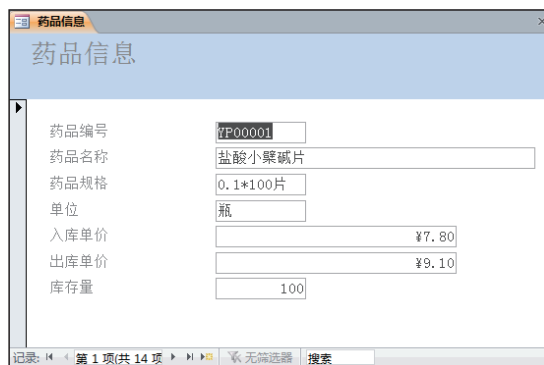 药品信息
药品信息
药品编号 YP00001
药品名称 盐酸小檗碱片
药品规格 0.1*100片
单位 瓶
入库单价 ¥7.80
出库单价 ¥9.10
库存量 100
记录: 第 1 项(共 14 项 无筛选器 搜索